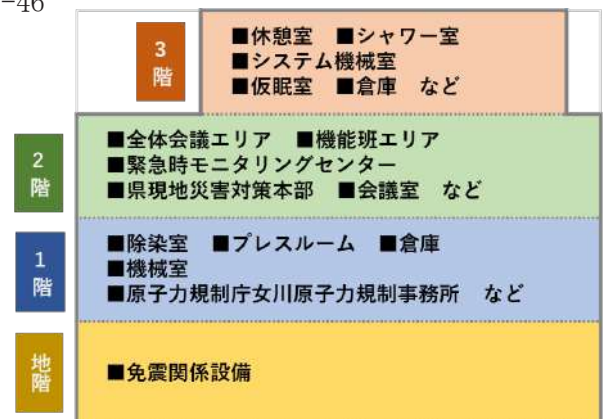 -46
3
階
■休憩室　■シャワー室
■システム機械室
■仮眠室　■倉庫　など
2
階
■全体会議エリア　■機能班エリア
■緊急時モニタリングセンター
■県現地災害対策本部　■会議室　など
1
階
■除染室　■プレスルーム　■倉庫
■機械室
■原子力規制庁女川原子力規制事務所　など
地
階
■免震関係設備